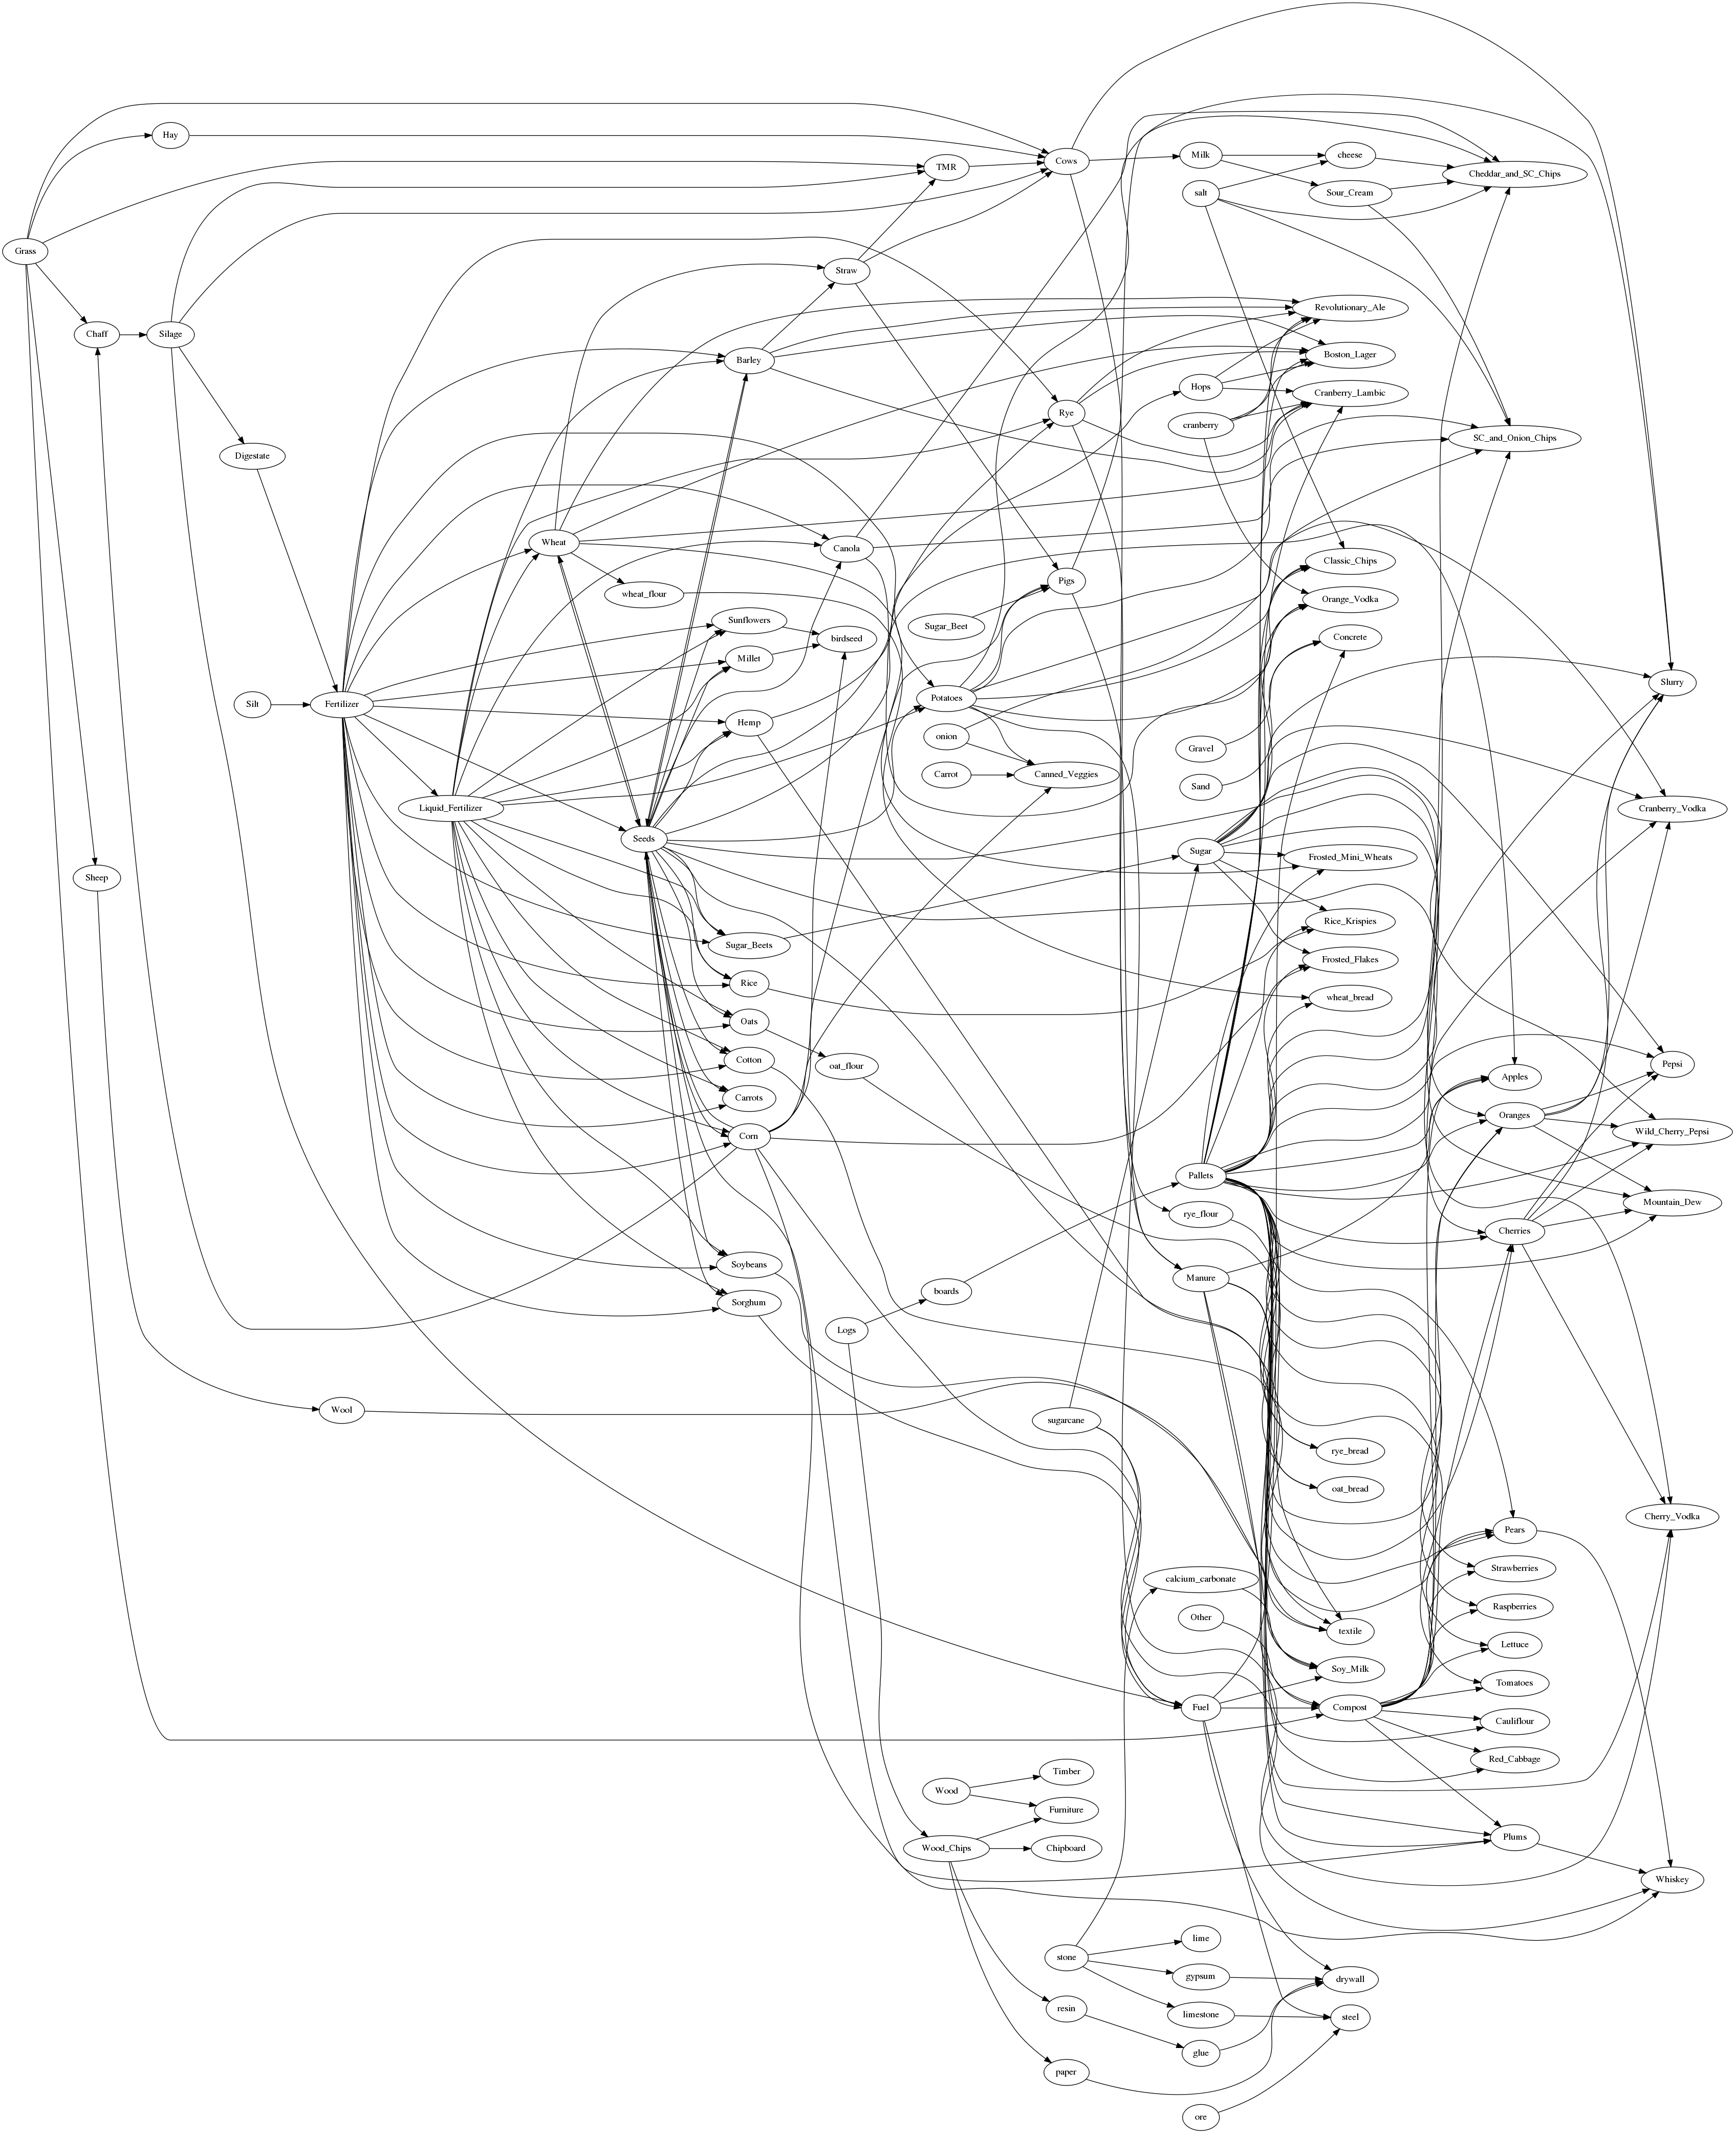 Hay
Cows
Milk
cheese
TMR
Cheddar_and_SC_Chips
salt
Sour_Cream
Grass
Straw
Revolutionary_Ale
Chaff
Silage
Barley
Boston_Lager
Hops
Cranberry_Lambic
Rye
cranberry
SC_and_Onion_Chips
Digestate
Wheat
Canola
Classic_Chips
Pigs
wheat_flour
Orange_Vodka
Sunflowers
Sugar_Beet
birdseed
Concrete
Millet
Slurry
Silt
Fertilizer
Potatoes
Hemp
onion
Gravel
Carrot
Canned_Veggies
Sand
Liquid_Fertilizer
Cranberry_Vodka
Seeds
Sugar
Frosted_Mini_Wheats
Sheep
Rice_Krispies
Sugar_Beets
Frosted_Flakes
Rice
wheat_bread
Oats
Cotton
oat_flour
Pepsi
Apples
Carrots
Oranges
Corn
Wild_Cherry_Pepsi
Pallets
Mountain_Dew
rye_flour
Cherries
Soybeans
Manure
boards
Sorghum
Logs
Wool
sugarcane
rye_bread
oat_bread
Cherry_Vodka
Pears
Strawberries
calcium_carbonate
Raspberries
Other
textile
Lettuce
Soy_Milk
Tomatoes
Fuel
Compost
Cauliflour
Red_Cabbage
Timber
Wood
Furniture
Plums
Wood_Chips
Chipboard
Whiskey
lime
stone
gypsum
drywall
resin
limestone
steel
glue
paper
ore